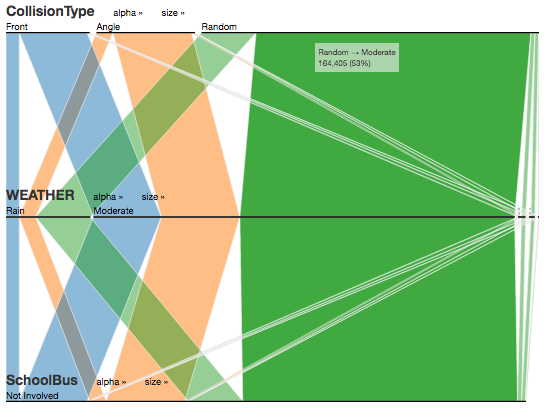 CollisionType alpha » size »
Front Angle Random
Random → Moderate
164,405 (53%)
WEATHER alpha » size »
Rain Moderate
SchoolBus alpha » size »
Not Involved